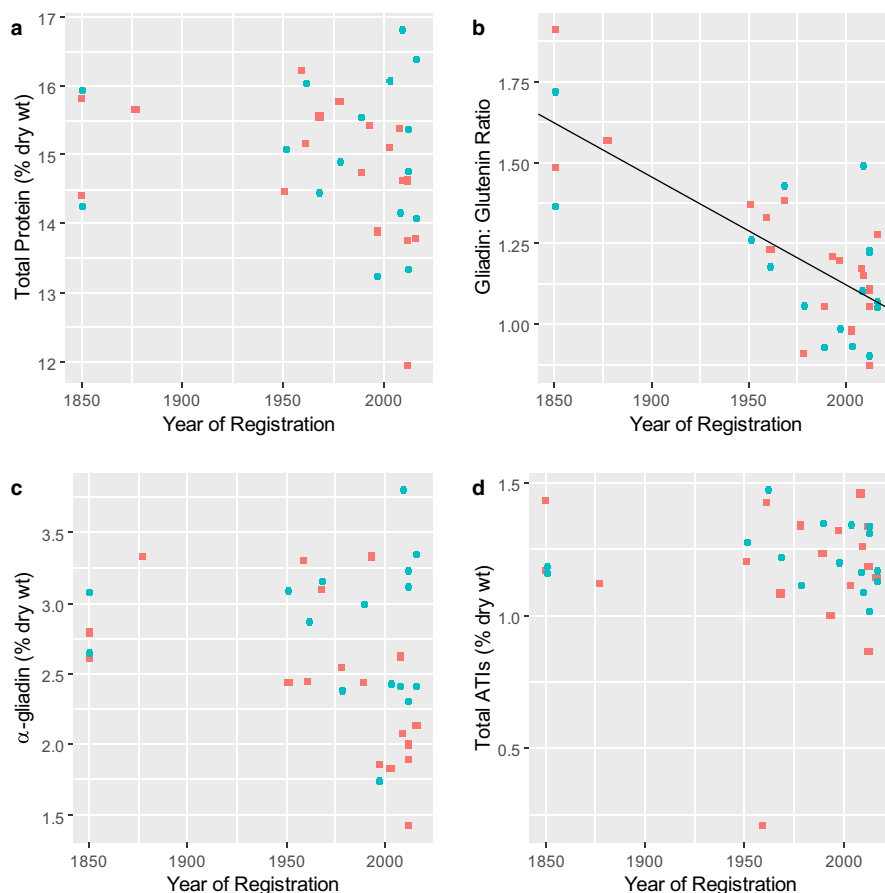 a
Total Protein (% dry wt)
17
16
15
14
13
12
1850 1900 1950 2000
Year of Registration
b
Gliadin: Glutenin Ratio
1.75
1.50
1.25
1.00
1850 1900 1950 2000
Year of Registration
c
α-gliadin (% dry wt)
3.5
3.0
2.5
2.0
1.5
1850 1900 1950 2000
Year of Registration
d
Total ATIs (% dry wt)
1.5
1.0
0.5
1850 1900 1950 2000
Year of Registration